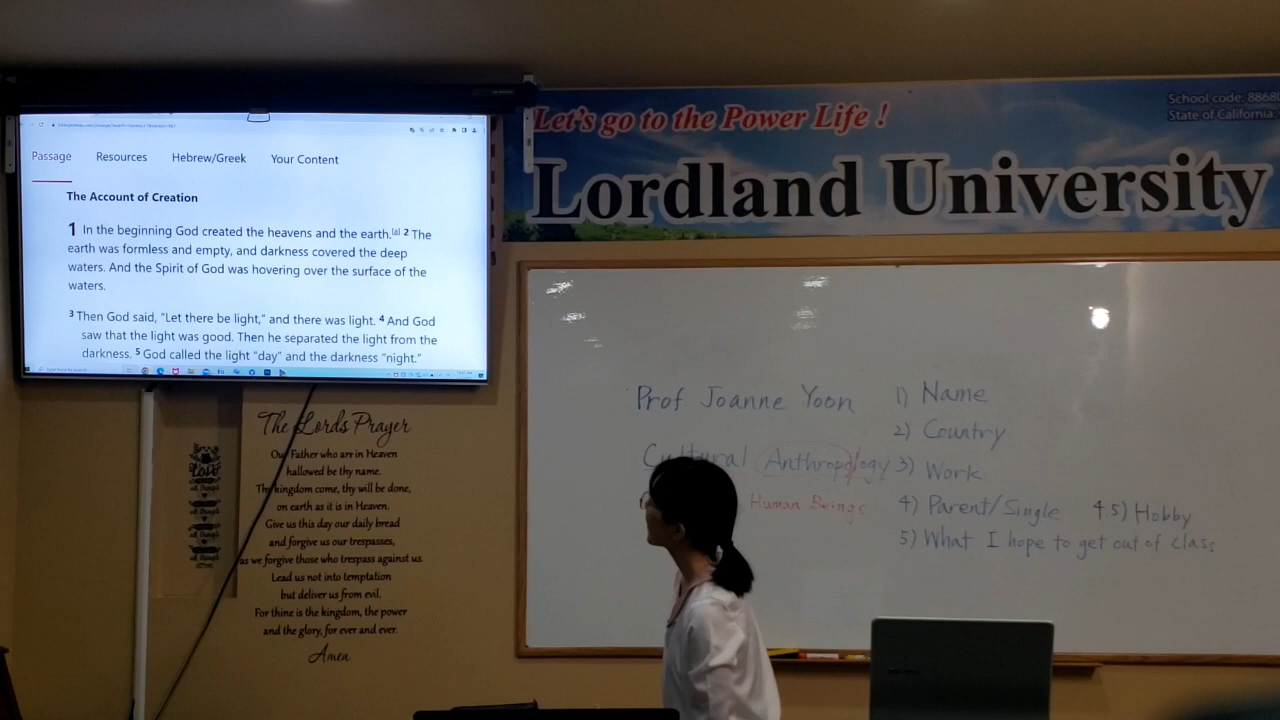 Passage Resources Hebrew/Greek Your Content
The Account of Creation
1 In the beginning God created the heavens and the earth.[a] 2 The
earth was formless and empty, and darkness covered the deep
waters. And the Spirit of God was hovering over the surface of the
waters.
3 Then God said, “Let there be light,” and there was light. 4 And God
saw that the light was good. Then he separated the light from the
darkness. 5 God called the light “day” and the darkness “night.”
Let's go to the Power Life !
School code: 8868
State of California
Lordland University
The Lords Prayer
Our Father who are in Heaven
hallowed be thy name.
Thy kingdom come, thy will be done,
on earth as it is in Heaven.
Give us this day our daily bread
and forgive us our trespasses,
as we forgive those who trespass against us.
Lead us not into temptation
but deliver us from evil.
For thine is the kingdom, the power
and the glory, for ever and ever.
Amen
Love
Prof Joanne Yoon
Cultural Anthropology
Human Beings
1) Name
2) Country
3) Work
4) Parent/Single 4.5) Hobby
5) What I hope to get out of class